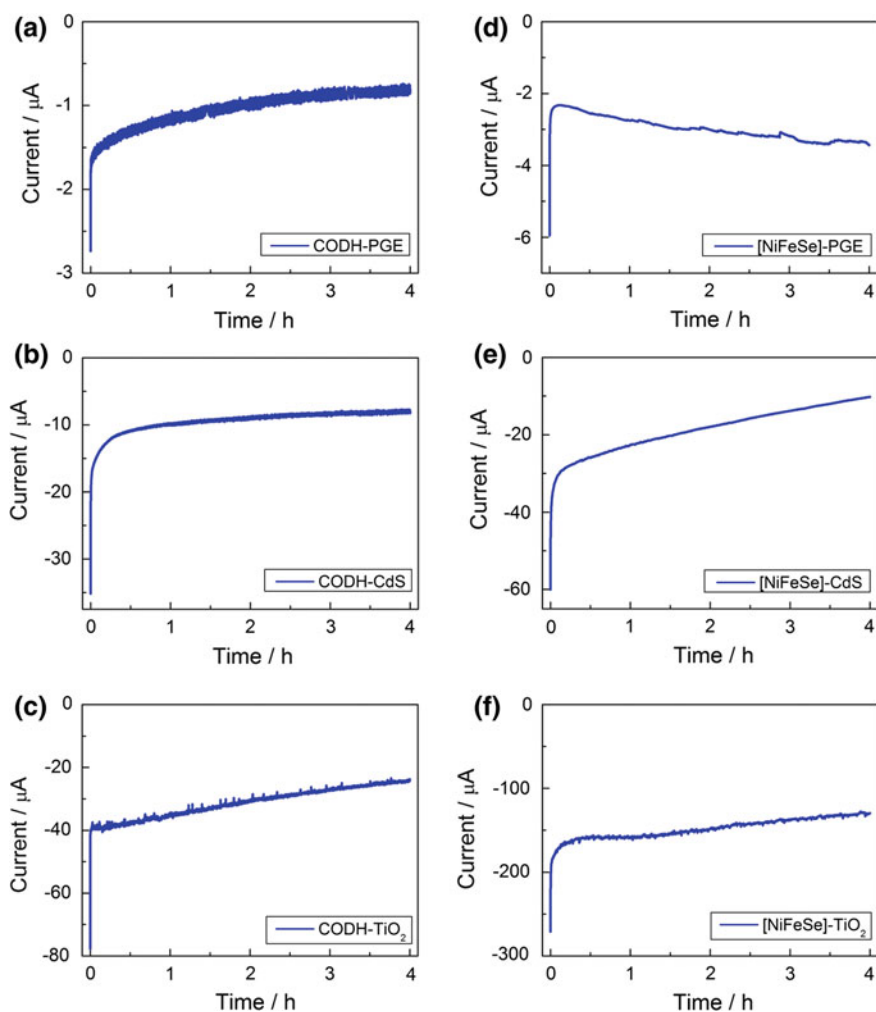 (a)
0
-1
-2
-3
Current / µA
CODH-PGE
0 1 2 3 4
Time / h
(d)
0
-2
-4
-6
Current / µA
[NiFeSe]-PGE
0 1 2 3 4
Time / h
(b)
0
-10
-20
-30
Current / µA
CODH-CdS
0 1 2 3 4
Time / h
(e)
0
-20
-40
-60
Current / µA
[NiFeSe]-CdS
0 1 2 3 4
Time / h
(c)
0
-20
-40
-60
-80
Current / µA
CODH-TiO₂
0 1 2 3 4
Time / h
(f)
0
-100
-200
-300
Current / µA
[NiFeSe]-TiO₂
0 1 2 3 4
Time / h